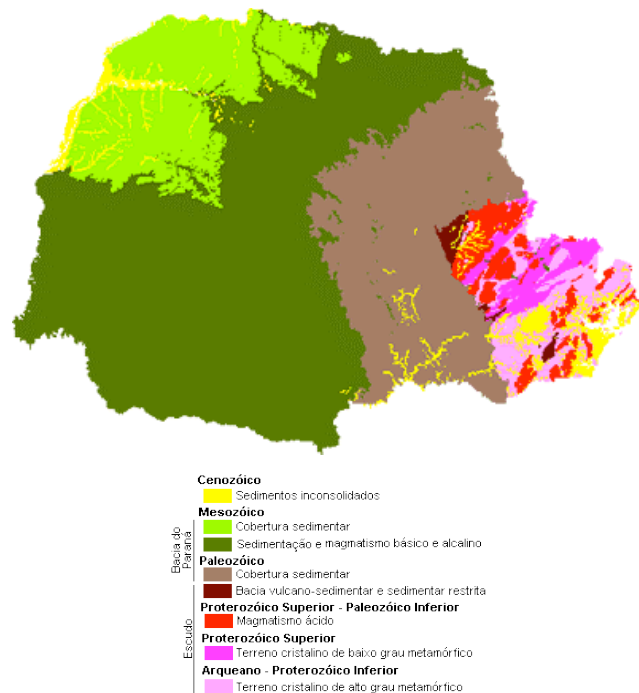 Cenozóico
Sedimentos inconsolidados
Mesozóico
Cobertura sedimentar
Sedimentação e magmatismo básico e alcalino
Bacia do
Paraná
Paleozóico
Cobertura sedimentar
Bacia vulcano-sedimentar e sedimentar restrita
Escudo
Proterozóico Superior - Paleozóico Inferior
Magmatismo ácido
Proterozóico Superior
Terreno cristalino de baixo grau metamórfico
Arqueano - Proterozóico Inferior
Terreno cristalino de alto grau metamórfico